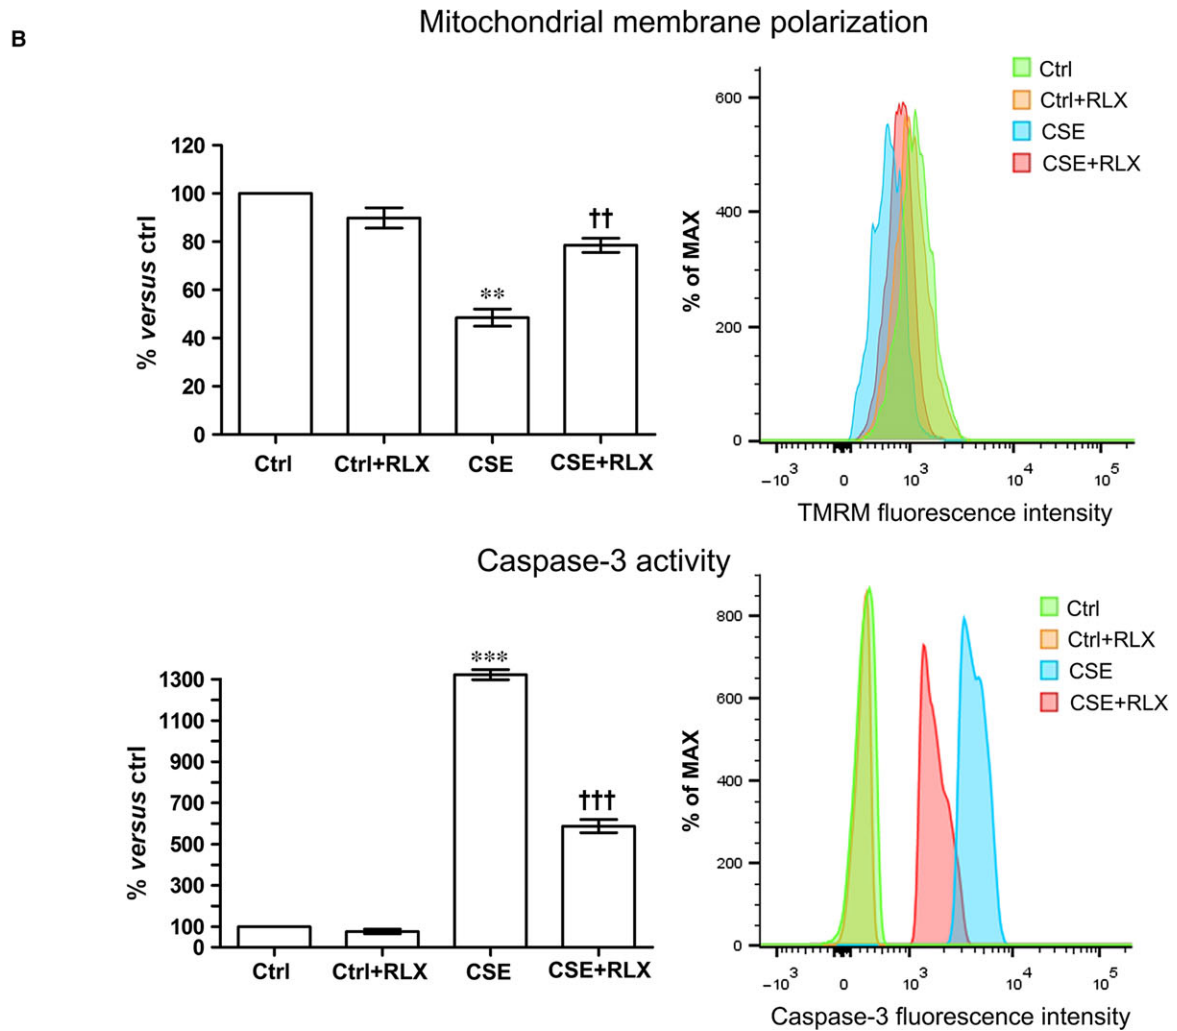 B
Mitochondrial membrane polarization
% versus ctrl
120
100
80
60
40
20
0
**
††
Ctrl
Ctrl+RLX
CSE
CSE+RLX
% of MAX
600
400
200
0
Ctrl
Ctrl+RLX
CSE
CSE+RLX
−10³ 0 10³ 10⁴ 10⁵
TMRM fluorescence intensity
Caspase-3 activity
% versus ctrl
1300
1100
900
700
500
300
100
0
***
†††
Ctrl
Ctrl+RLX
CSE
CSE+RLX
% of MAX
800
600
400
200
0
Ctrl
Ctrl+RLX
CSE
CSE+RLX
−10³ 0 10³ 10⁴ 10⁵
Caspase-3 fluorescence intensity